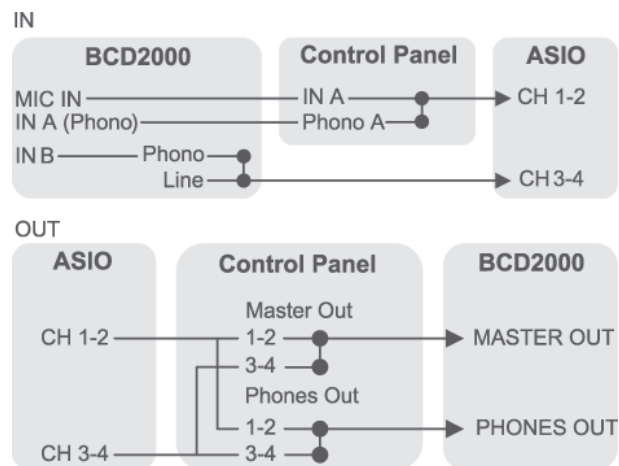 IN
BCD2000 Control Panel ASIO
MIC IN IN A CH 1-2
IN A (Phono) Phono A
IN B Phono
Line CH 3-4
OUT
ASIO Control Panel BCD2000
Master Out
CH 1-2 1-2 MASTER OUT
3-4
Phones Out
1-2 PHONES OUT
CH 3-4 3-4